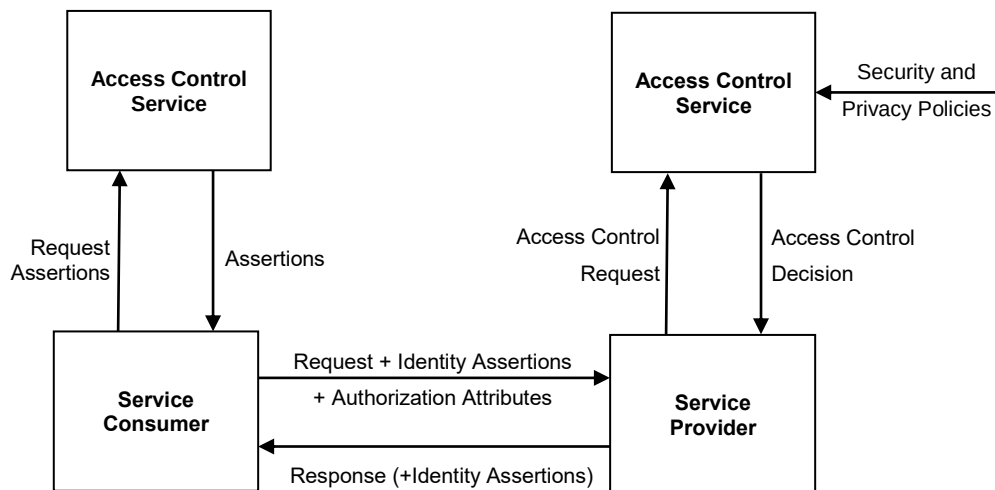 Access Control
Service
Access Control
Service
Security and
Privacy Policies
Request
Assertions
Assertions
Access Control
Request
Access Control
Decision
Service
Consumer
Request + Identity Assertions
+ Authorization Attributes
Response (+Identity Assertions)
Service
Provider